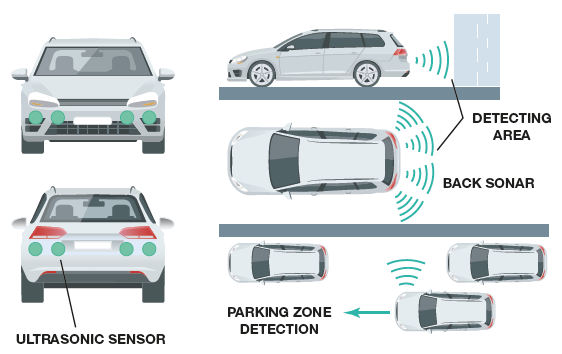 DETECTING
AREA
BACK SONAR
PARKING ZONE
DETECTION
ULTRASONIC SENSOR